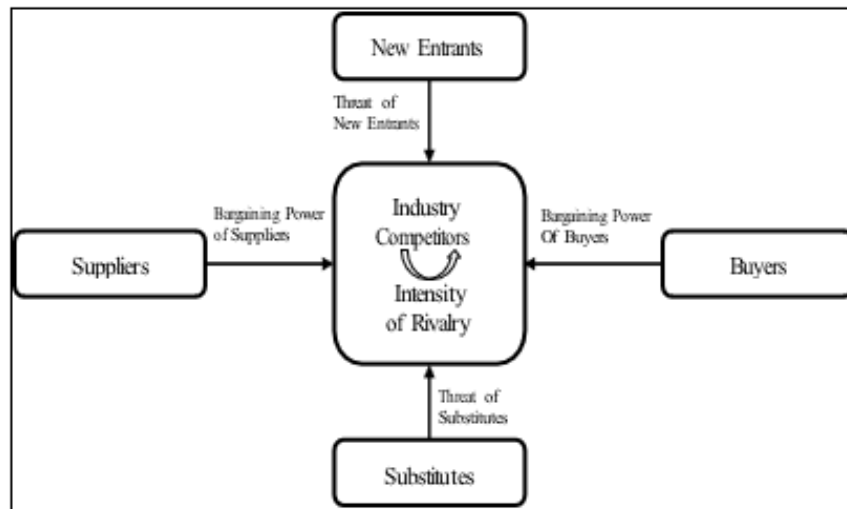 New Entrants
Threat of
New Entrants
Bargaining Power
of Suppliers
Suppliers
Industry
Competitors
Intensity
of Rivalry
Bargaining Power
Of Buyers
Buyers
Threat of
Substitutes
Substitutes